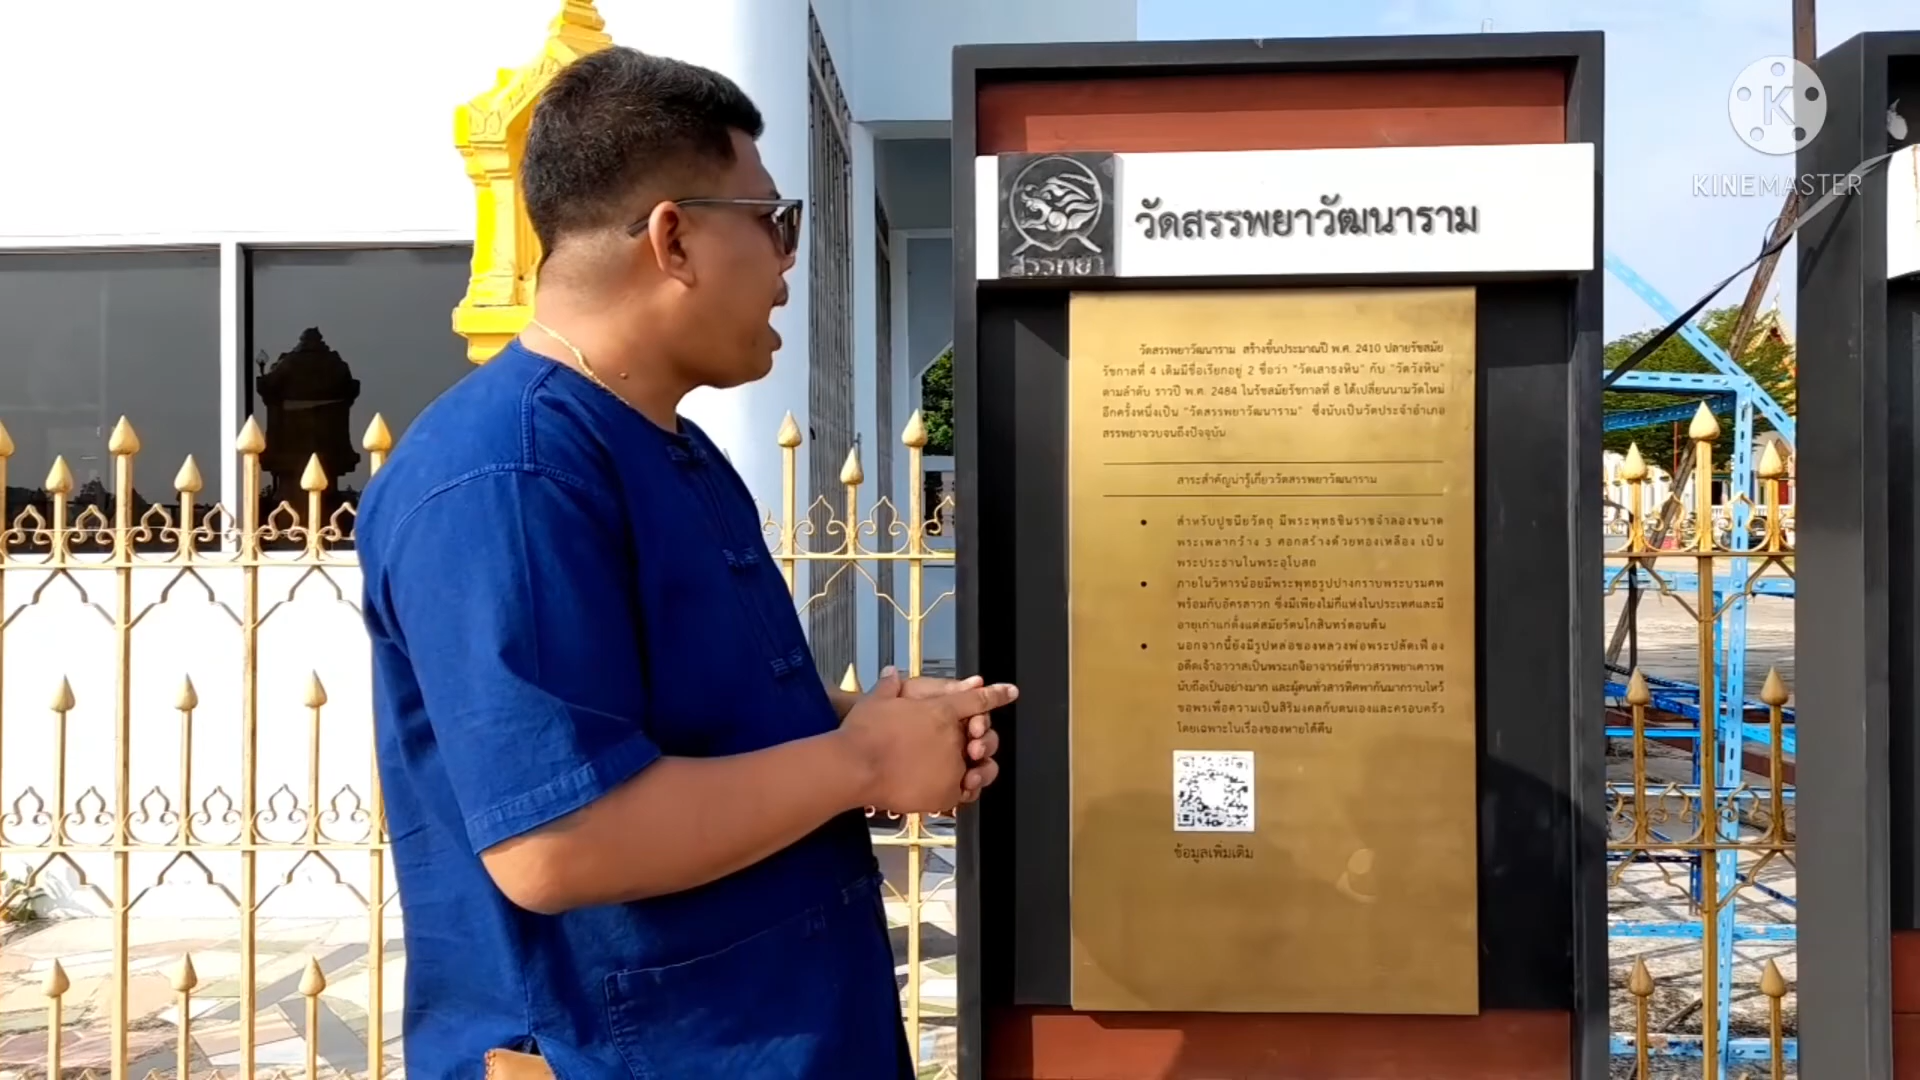 KINEMASTER
วัดสรรพยาวัฒนาราม
สรรพยา
วัดสรรพยาวัฒนาราม สร้างขึ้นประมาณปี พ.ศ. 2410 ปลายรัชสมัย
รัชกาลที่ 4 เดิมมีชื่อเรียกอยู่ 2 ชื่อว่า "วัดเสาธงหิน" กับ "วัดวังหิน"
ตามลำดับ ราวปี พ.ศ. 2484 ในรัชสมัยรัชกาลที่ 8 ได้เปลี่ยนนามวัดใหม่
อีกครั้งหนึ่งเป็น "วัดสรรพยาวัฒนาราม" ซึ่งนับเป็นวัดประจำอำเภอ
สรรพยาจวบจนถึงปัจจุบัน
สาระสำคัญน่ารู้เกี่ยววัดสรรพยาวัฒนาราม
• สำหรับปูชนียวัตถุ มีพระพุทธชินราชจำลองขนาด
พระเพลากว้าง 3 ศอกสร้างด้วยทองเหลือง เป็น
พระประธานในพระอุโบสถ
• ภายในวิหารน้อยมีพระพุทธรูปปางกราบพระบรมศพ
พร้อมกับอัครสาวก ซึ่งมีเพียงไม่กี่แห่งในประเทศและมี
อายุเก่าแก่ตั้งแต่สมัยรัตนโกสินทร์ตอนต้น
• นอกจากนี้ยังมีรูปหล่อของหลวงพ่อพระปลัดเฟื่อง
อดีตเจ้าอาวาสเป็นพระเกจิอาจารย์ที่ชาวสรรพยาเคารพ
นับถือเป็นอย่างมาก และผู้คนทั่วสารทิศพากันมากราบไหว้
ขอพรเพื่อความเป็นสิริมงคลกับตนเองและครอบครัว
โดยเฉพาะในเรื่องของหายได้คืน
ข้อมูลเพิ่มเติม